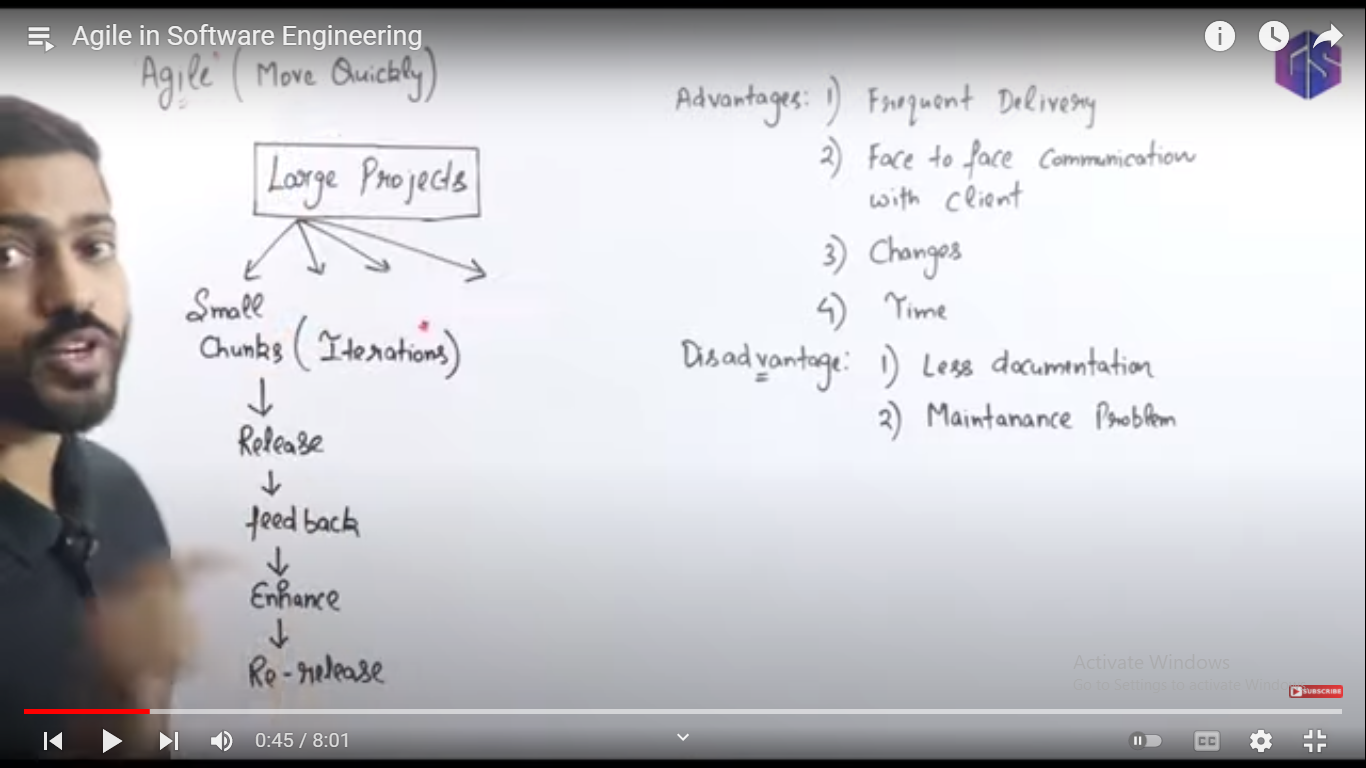 Agile in Software Engineering
Agile (Move Quickly)
Large Projects
Small
Chunks (Iterations)
Release
feedback
Enhance
Re-release
Advantages: 1) Frequent Delivery
2) Face to face communication
with client
3) Changes
4) Time
Disadvantage: 1) Less documentation
2) Maintanance Problem
Activate Windows
Go to Settings to activate Windows
SUBSCRIBE
0:45 / 8:01
CC